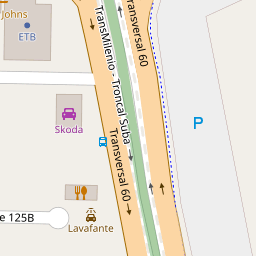 Johns
ETB
TransMilenio - Troncal Suba
Transversal 60
Skoda
Transversal 60
P
e 125B
Lavafante